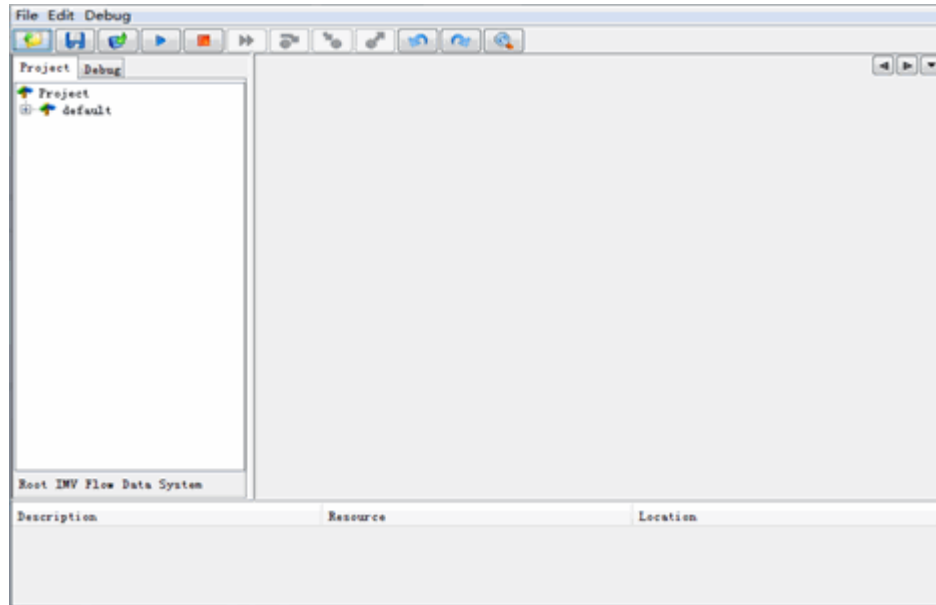 File Edit Debug
Project Debug
Project
default
Root IMV Flow Data System
Description Resource Location